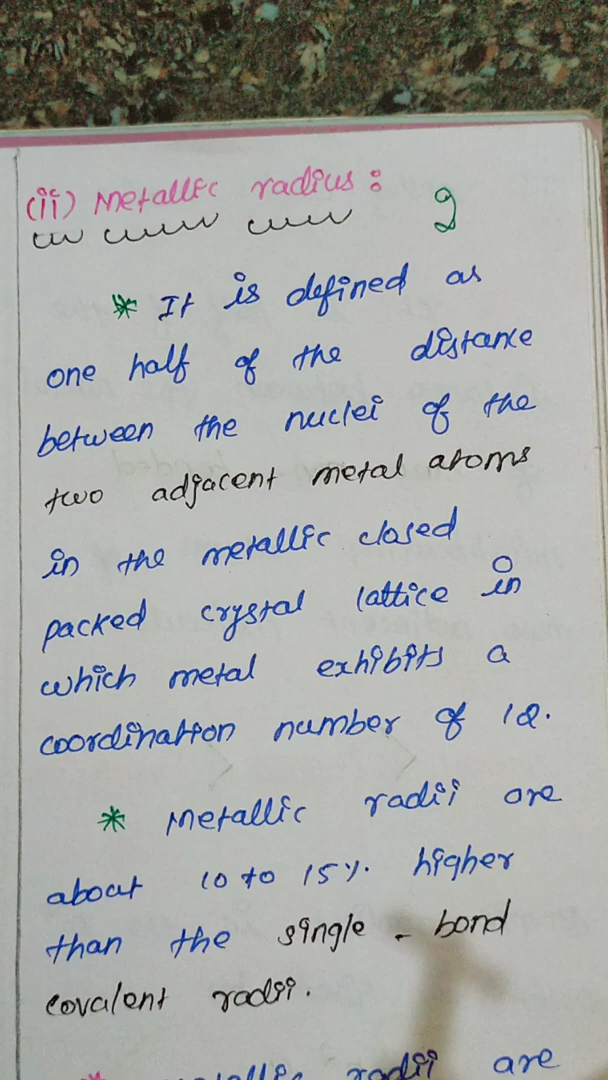 (ii) Metallic radius :
2
* It is defined as
one half of the distance
between the nuclei of the
two adjacent metal atoms
in the metallic closed
packed crystal lattice in
which metal exhibits a
coordination number of 12.
* Metallic radii are
about 10 to 15%. higher
than the single - bond
covalent radii.
radii are